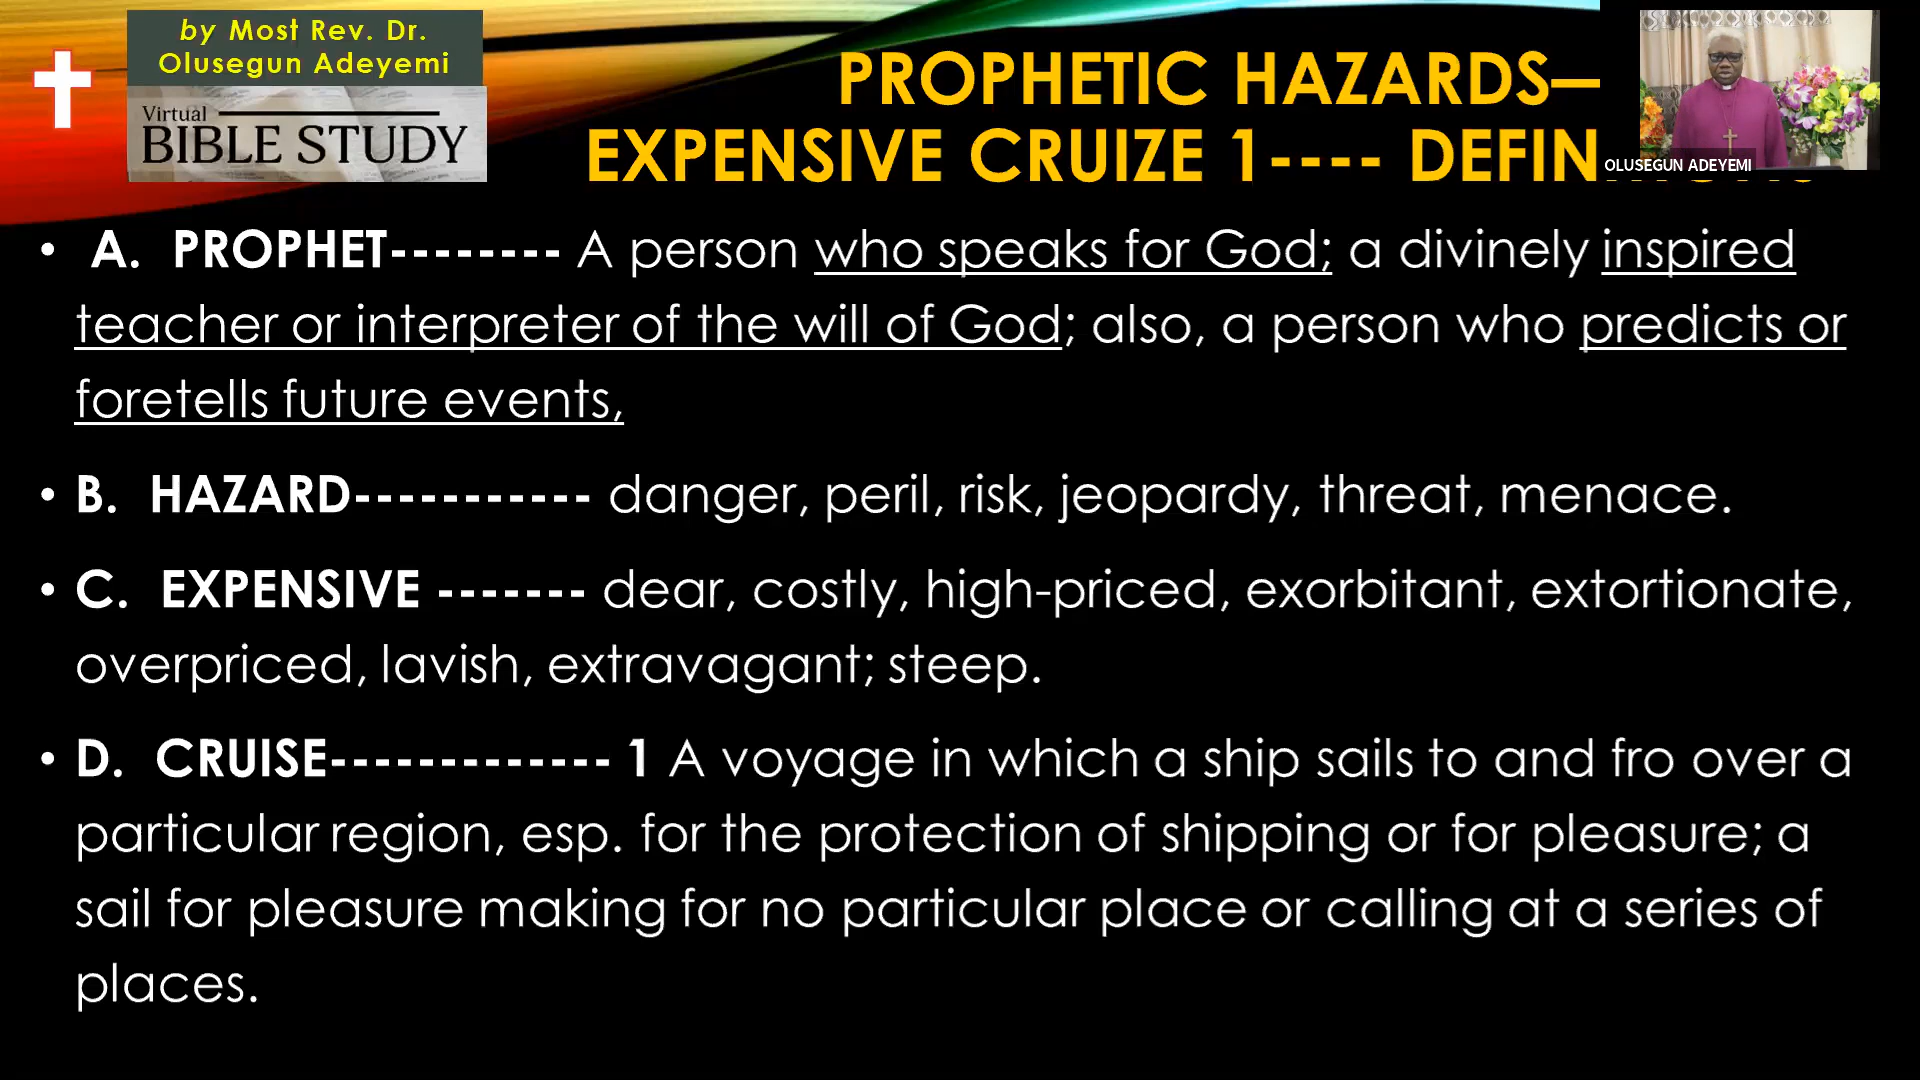 by Most Rev. Dr.
Olusegun Adeyemi
Virtual
BIBLE STUDY
PROPHETIC HAZARDS—
EXPENSIVE CRUIZE 1---- DEFIN
OLUSEGUN ADEYEMI
• A. PROPHET-------- A person who speaks for God; a divinely inspired
teacher or interpreter of the will of God; also, a person who predicts or
foretells future events,
• B. HAZARD----------- danger, peril, risk, jeopardy, threat, menace.
• C. EXPENSIVE ------- dear, costly, high-priced, exorbitant, extortionate,
overpriced, lavish, extravagant; steep.
• D. CRUISE------------- 1 A voyage in which a ship sails to and fro over a
particular region, esp. for the protection of shipping or for pleasure; a
sail for pleasure making for no particular place or calling at a series of
places.